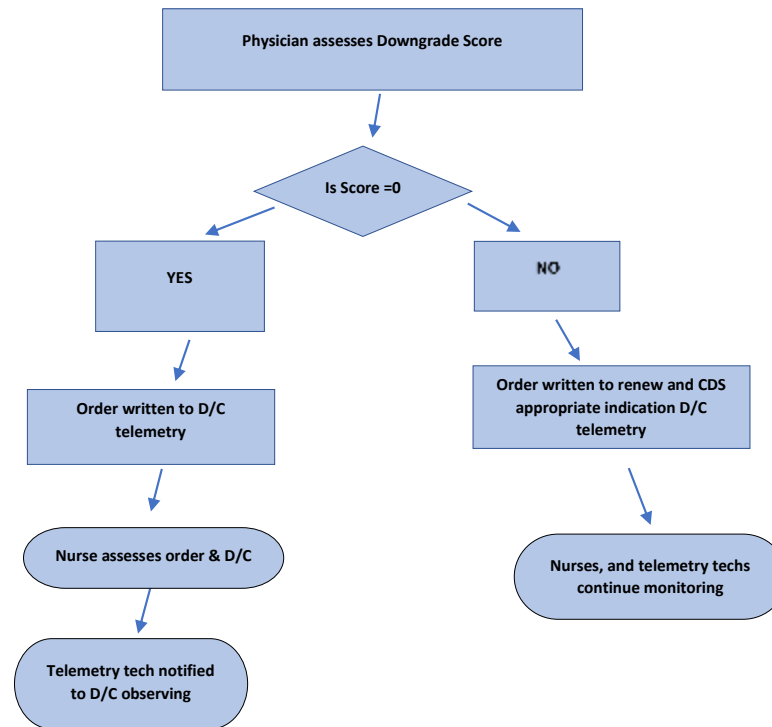 Physician assesses Downgrade Score
Is Score =0
YES
NO
Order written to D/C
telemetry
Order written to renew and CDS
appropriate indication D/C
telemetry
Nurse assesses order & D/C
Nurses, and telemetry techs
continue monitoring
Telemetry tech notified
to D/C observing